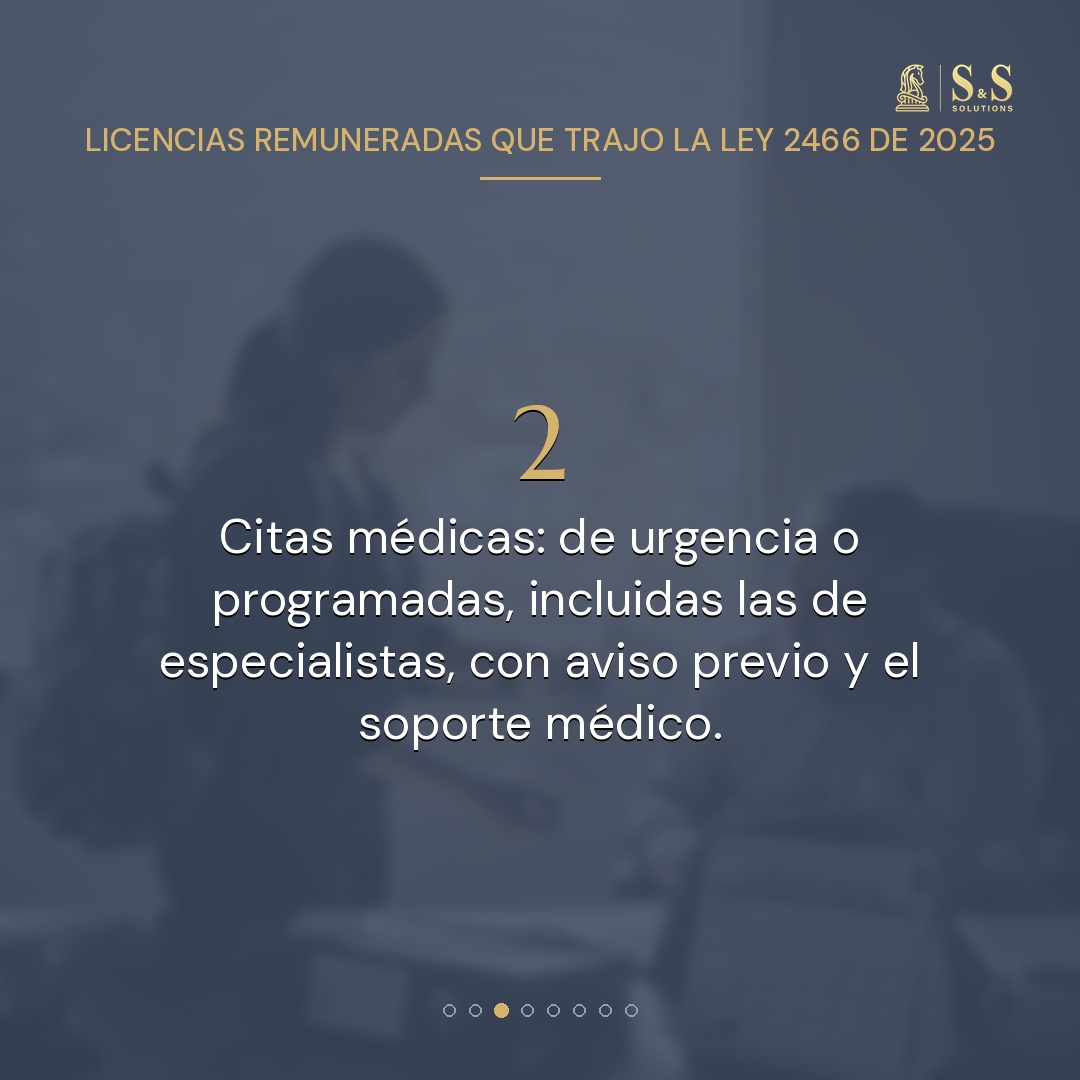 S&S
SOLUTIONS
LICENCIAS REMUNERADAS QUE TRAJO LA LEY 2466 DE 2025
2
Citas médicas: de urgencia o
programadas, incluidas las de
especialistas, con aviso previo y el
soporte médico.